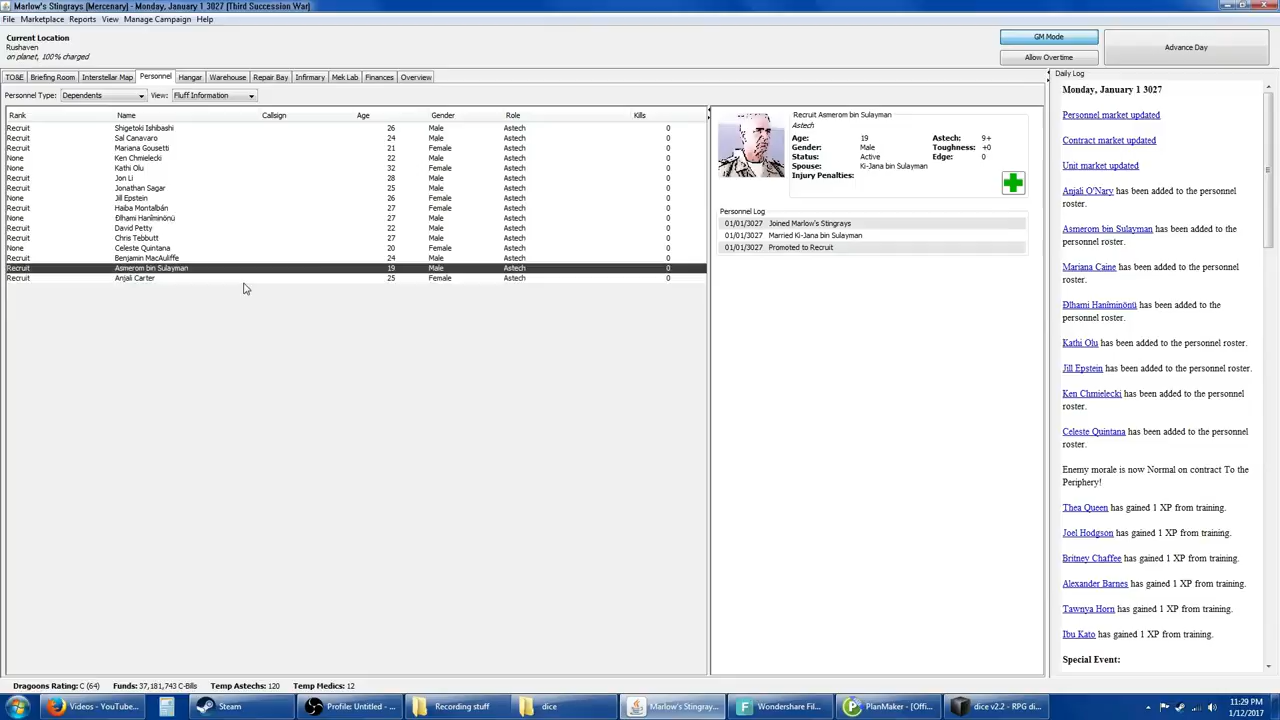 Marlow's Stingrays (Mercenary) - Monday, January 1 3027 (Third Succession War)
File Marketplace Reports View Manage Campaign Help
Current Location
Rushaven
on planet, 100% charged
GM Mode
Allow Overtime
Advance Day
TO&E Briefing Room Interstellar Map Personnel Hangar Warehouse Repair Bay Infirmary Mek Lab Finances Overview
Personnel Type: Dependents View: Fluff Information
Rank Name Callsign Age Gender Role Kills
Recruit Shigetoki Ishibashi 26 Male Astech 0
Recruit Sal Canavaro 24 Male Astech 0
Recruit Mariana Gousetti 21 Female Astech 0
None Ken Chmielecki 22 Male Astech 0
None Kathi Olu 32 Female Astech 0
Recruit Jon Li 28 Male Astech 0
Recruit Jonathan Sagar 25 Male Astech 0
None Jill Epstein 26 Female Astech 0
Recruit Haiba Montalbán 27 Female Astech 0
None Ðlhami Hanîminönü 27 Male Astech 0
Recruit David Petty 22 Male Astech 0
Recruit Chris Tebbutt 27 Male Astech 0
None Celeste Quintana 20 Female Astech 0
Recruit Benjamin MacAuliffe 24 Male Astech 0
Recruit Asmerom bin Sulayman 19 Male Astech 0
Recruit Anjali Carter 25 Female Astech 0
Recruit Asmerom bin Sulayman
Astech
Age: 19 Astech: 9+
Gender: Male Toughness: +0
Status: Active Edge: 0
Spouse: Ki-Jana bin Sulayman
Injury Penalties:
Personnel Log
01/01/3027 Joined Marlow's Stingrays
01/01/3027 Married Ki-Jana bin Sulayman
01/01/3027 Promoted to Recruit
Daily Log
Monday, January 1 3027
Personnel market updated
Contract market updated
Unit market updated
Anjali O'Nary has been added to the personnel
roster.
Asmerom bin Sulayman has been added to the
personnel roster.
Mariana Caine has been added to the personnel
roster.
Ðlhami Hanîminönü has been added to the
personnel roster.
Kathi Olu has been added to the personnel roster.
Jill Epstein has been added to the personnel roster.
Ken Chmielecki has been added to the personnel
roster.
Celeste Quintana has been added to the personnel
roster.
Enemy morale is now Normal on contract To the
Periphery!
Thea Queen has gained 1 XP from training.
Joel Hodgson has gained 1 XP from training.
Britney Chaffee has gained 1 XP from training.
Alexander Barnes has gained 1 XP from training.
Tawnya Horn has gained 1 XP from training.
Ibu Kato has gained 1 XP from training.
Special Event:
Dragoons Rating: C (64) Funds: 37,181,743 C-Bills Temp Astechs: 120 Temp Medics: 12
Videos - YouTube... Steam Profile: Untitled - ... Recording stuff dice Marlow's Stingray... Wondershare Fil... PlanMaker - [Offi... dice v2.2 - RPG di...
11:29 PM
1/12/2017